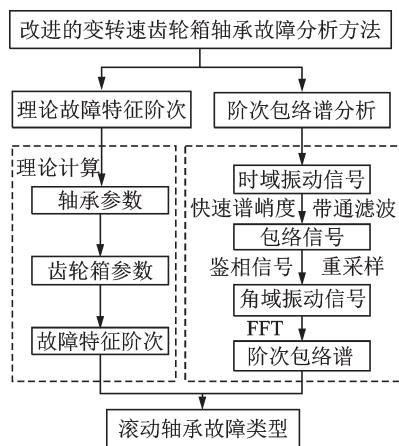 改进的变转速齿轮箱轴承故障分析方法
理论故障特征阶次
阶次包络谱分析
理论计算
轴承参数
齿轮箱参数
故障特征阶次
时域振动信号
快速谱峭度 带通滤波
包络信号
鉴相信号 重采样
角域振动信号
FFT
阶次包络谱
滚动轴承故障类型